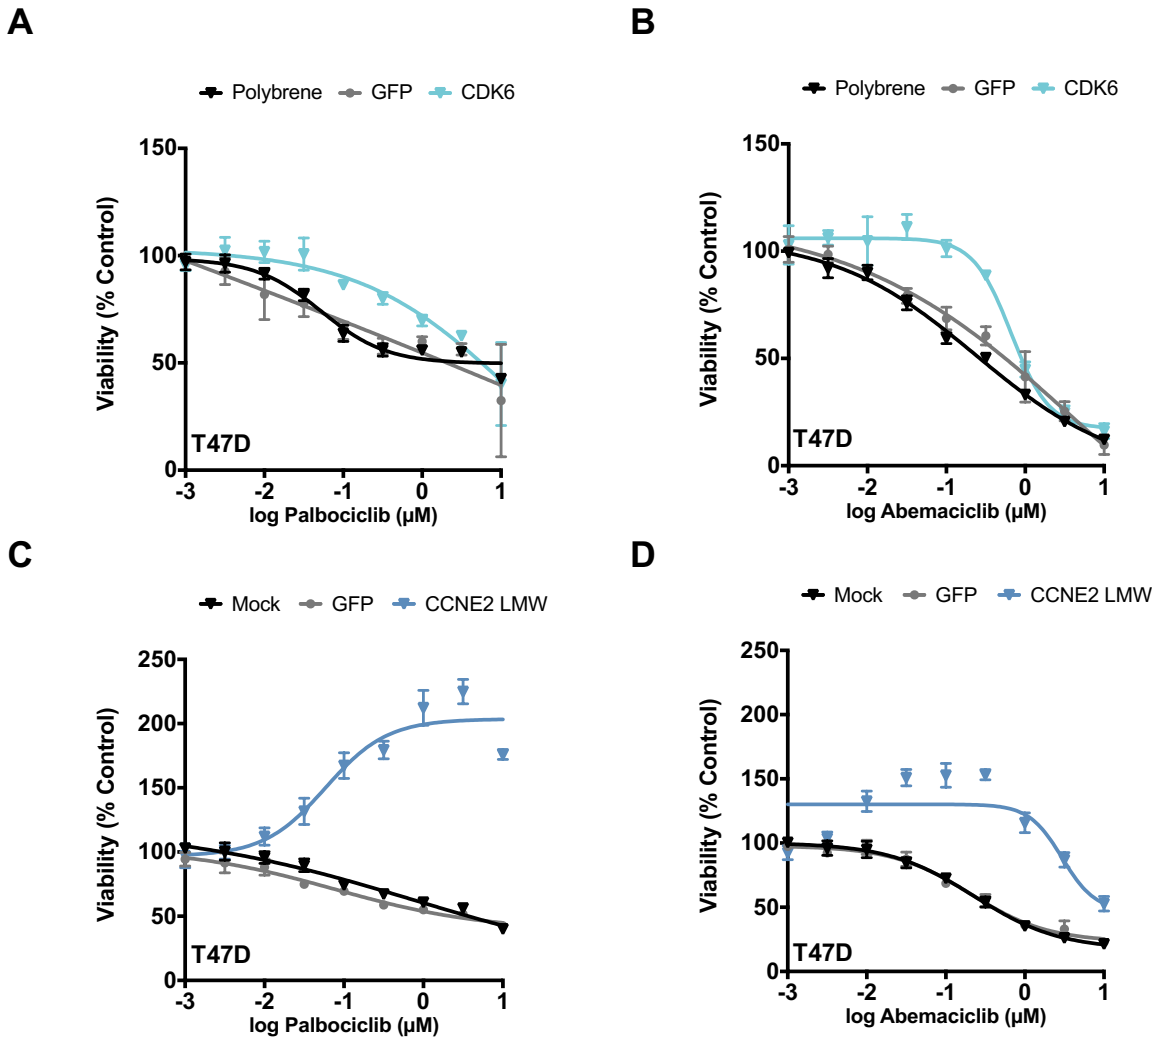 A
Polybrene GFP CDK6
150
100
50
0
Viability (% Control)
T47D
-3 -2 -1 0 1
log Palbociclib (µM)
B
Polybrene GFP CDK6
150
100
50
0
Viability (% Control)
T47D
-3 -2 -1 0 1
log Abemaciclib (µM)
C
Mock GFP CCNE2 LMW
250
200
150
100
50
0
Viability (% Control)
T47D
-3 -2 -1 0 1
log Palbociclib (µM)
D
Mock GFP CCNE2 LMW
250
200
150
100
50
0
Viability (% Control)
T47D
-3 -2 -1 0 1
log Abemaciclib (µM)